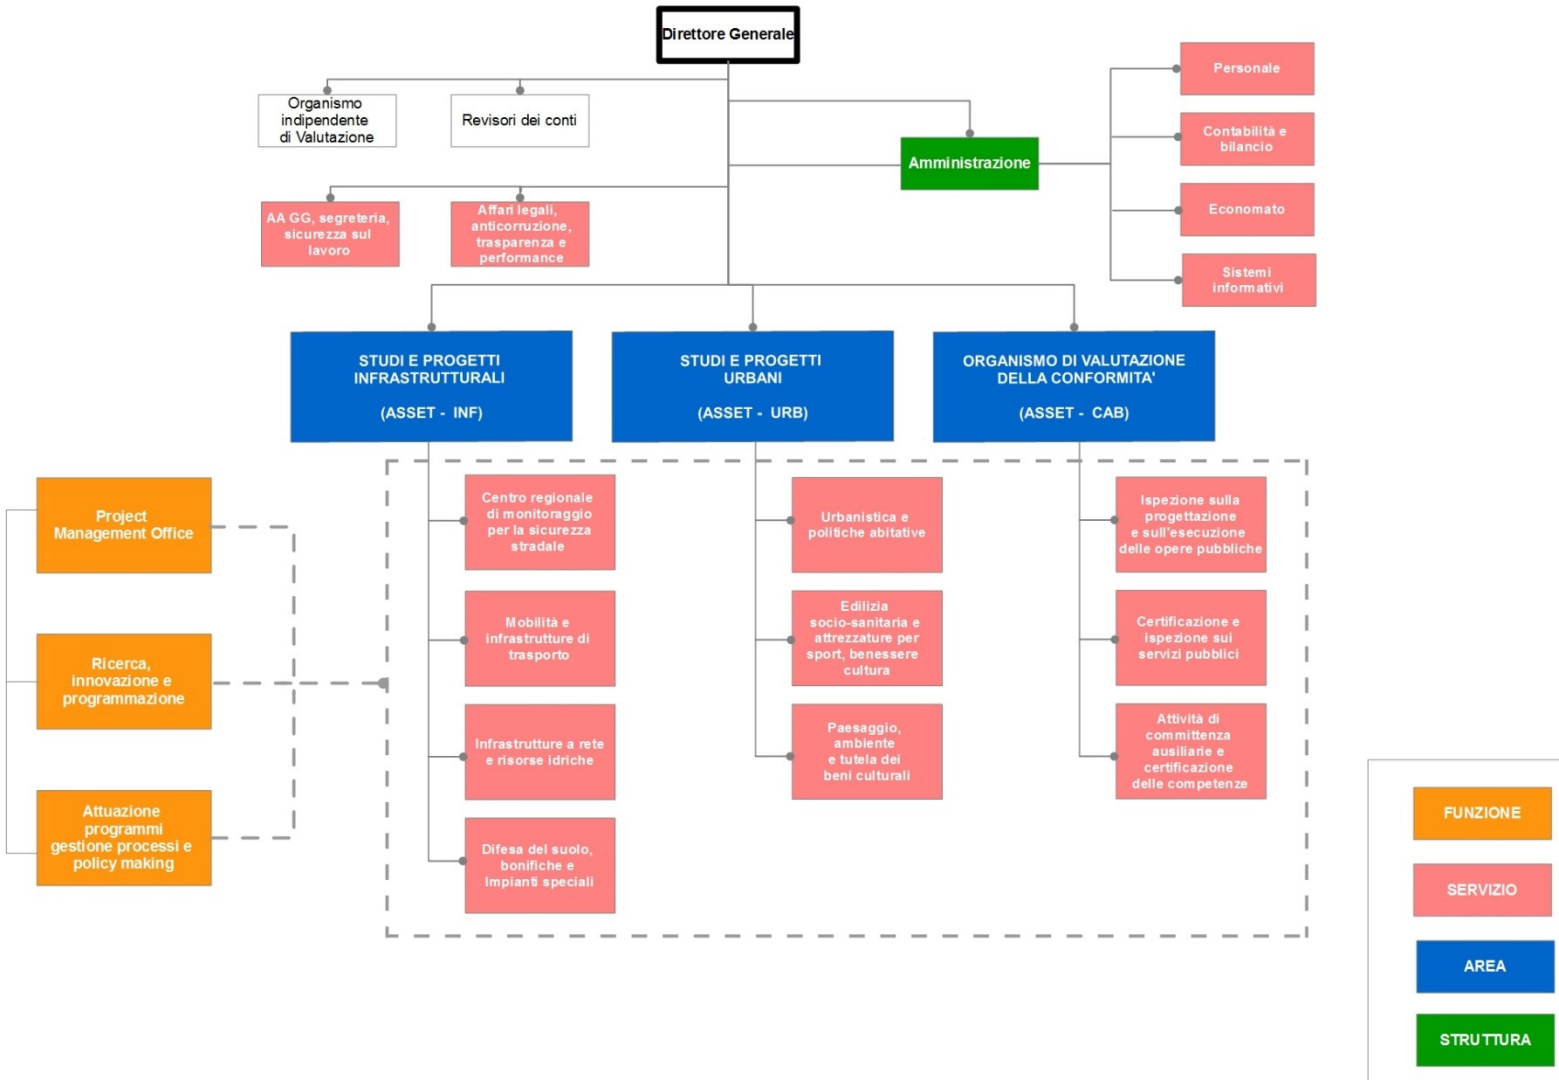 Direttore Generale
Organismo
indipendente
di Valutazione
Revisori dei conti
Amministrazione
Personale
Contabilità e
bilancio
Economato
Sistemi
informativi
AA GG, segreteria,
sicurezza sul
lavoro
Affari legali,
anticorruzione,
trasparenza e
performance
STUDI E PROGETTI
INFRASTRUTTURALI
(ASSET - INF)
STUDI E PROGETTI
URBANI
(ASSET - URB)
ORGANISMO DI VALUTAZIONE
DELLA CONFORMITA'
(ASSET - CAB)
Project
Management Office
Ricerca,
innovazione e
programmazione
Attuazione
programmi
gestione processi e
policy making
Centro regionale
di monitoraggio
per la sicurezza
stradale
Mobilità e
infrastrutture di
trasporto
Infrastrutture a rete
e risorse idriche
Difesa del suolo,
bonifiche e
Impianti speciali
Urbanistica e
politiche abitative
Edilizia
socio-sanitaria e
attrezzature per
sport, benessere
cultura
Paesaggio,
ambiente
e tutela dei
beni culturali
Ispezione sulla
progettazione
e sull'esecuzione
delle opere pubbliche
Certificazione e
ispezione sui
servizi pubblici
Attività di
committenza
ausiliarie e
certificazione
delle competenze
FUNZIONE
SERVIZIO
AREA
STRUTTURA